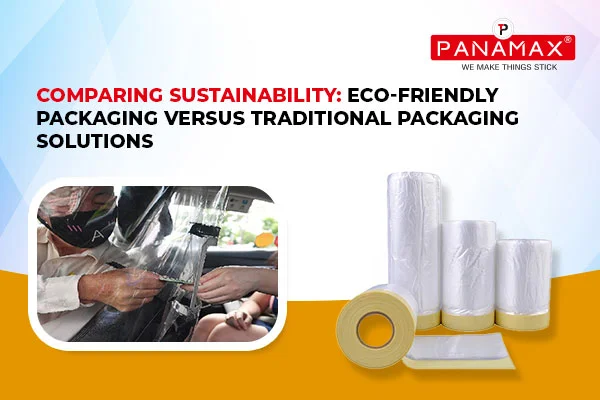 PANAMAX®
WE MAKE THINGS STICK
COMPARING SUSTAINABILITY: ECO-FRIENDLY
PACKAGING VERSUS TRADITIONAL PACKAGING
SOLUTIONS